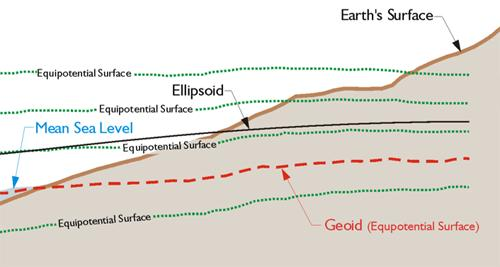 Earth's Surface
Equipotential Surface
Ellipsoid
Equipotential Surface
Mean Sea Level
Equipotential Surface
Equipotential Surface
Geoid (Equpotential Surface)